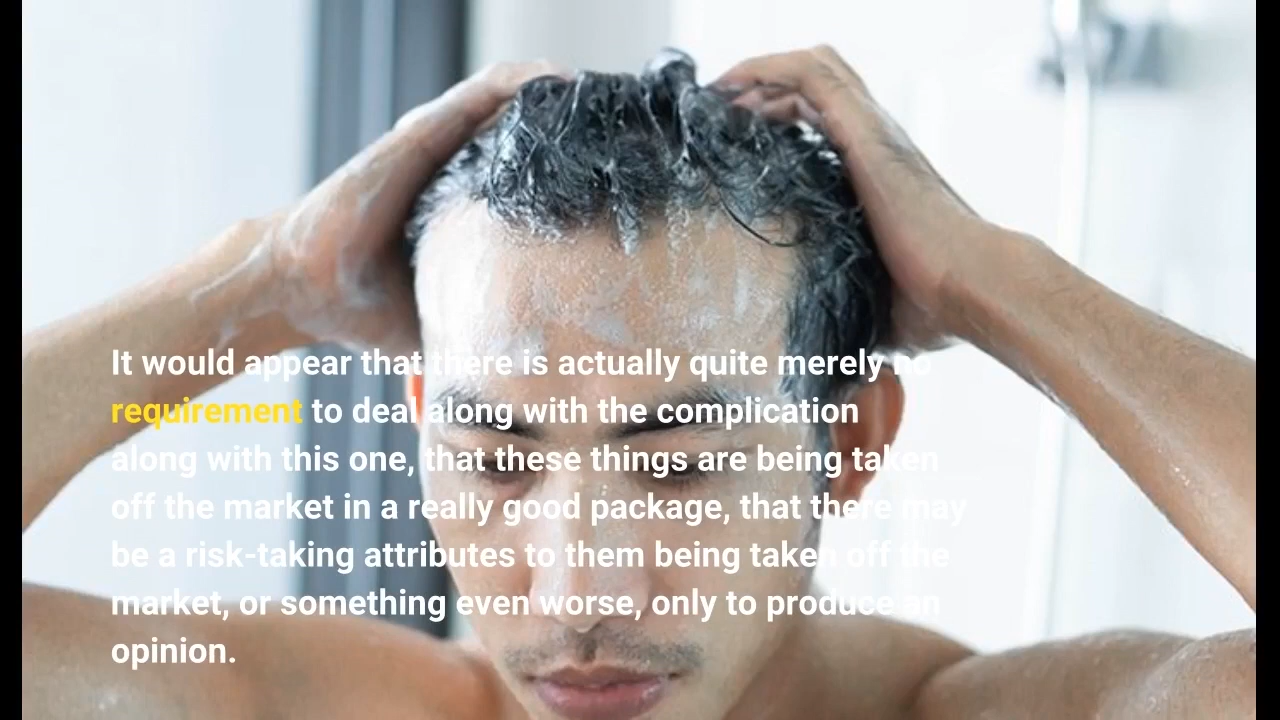 It would appear that there is actually quite merely no
requirement to deal along with the complication
along with this one, that these things are being taken
off the market in a really good package, that there may
be a risk-taking attributes to them being taken off the
market, or something even worse, only to produce an
opinion.